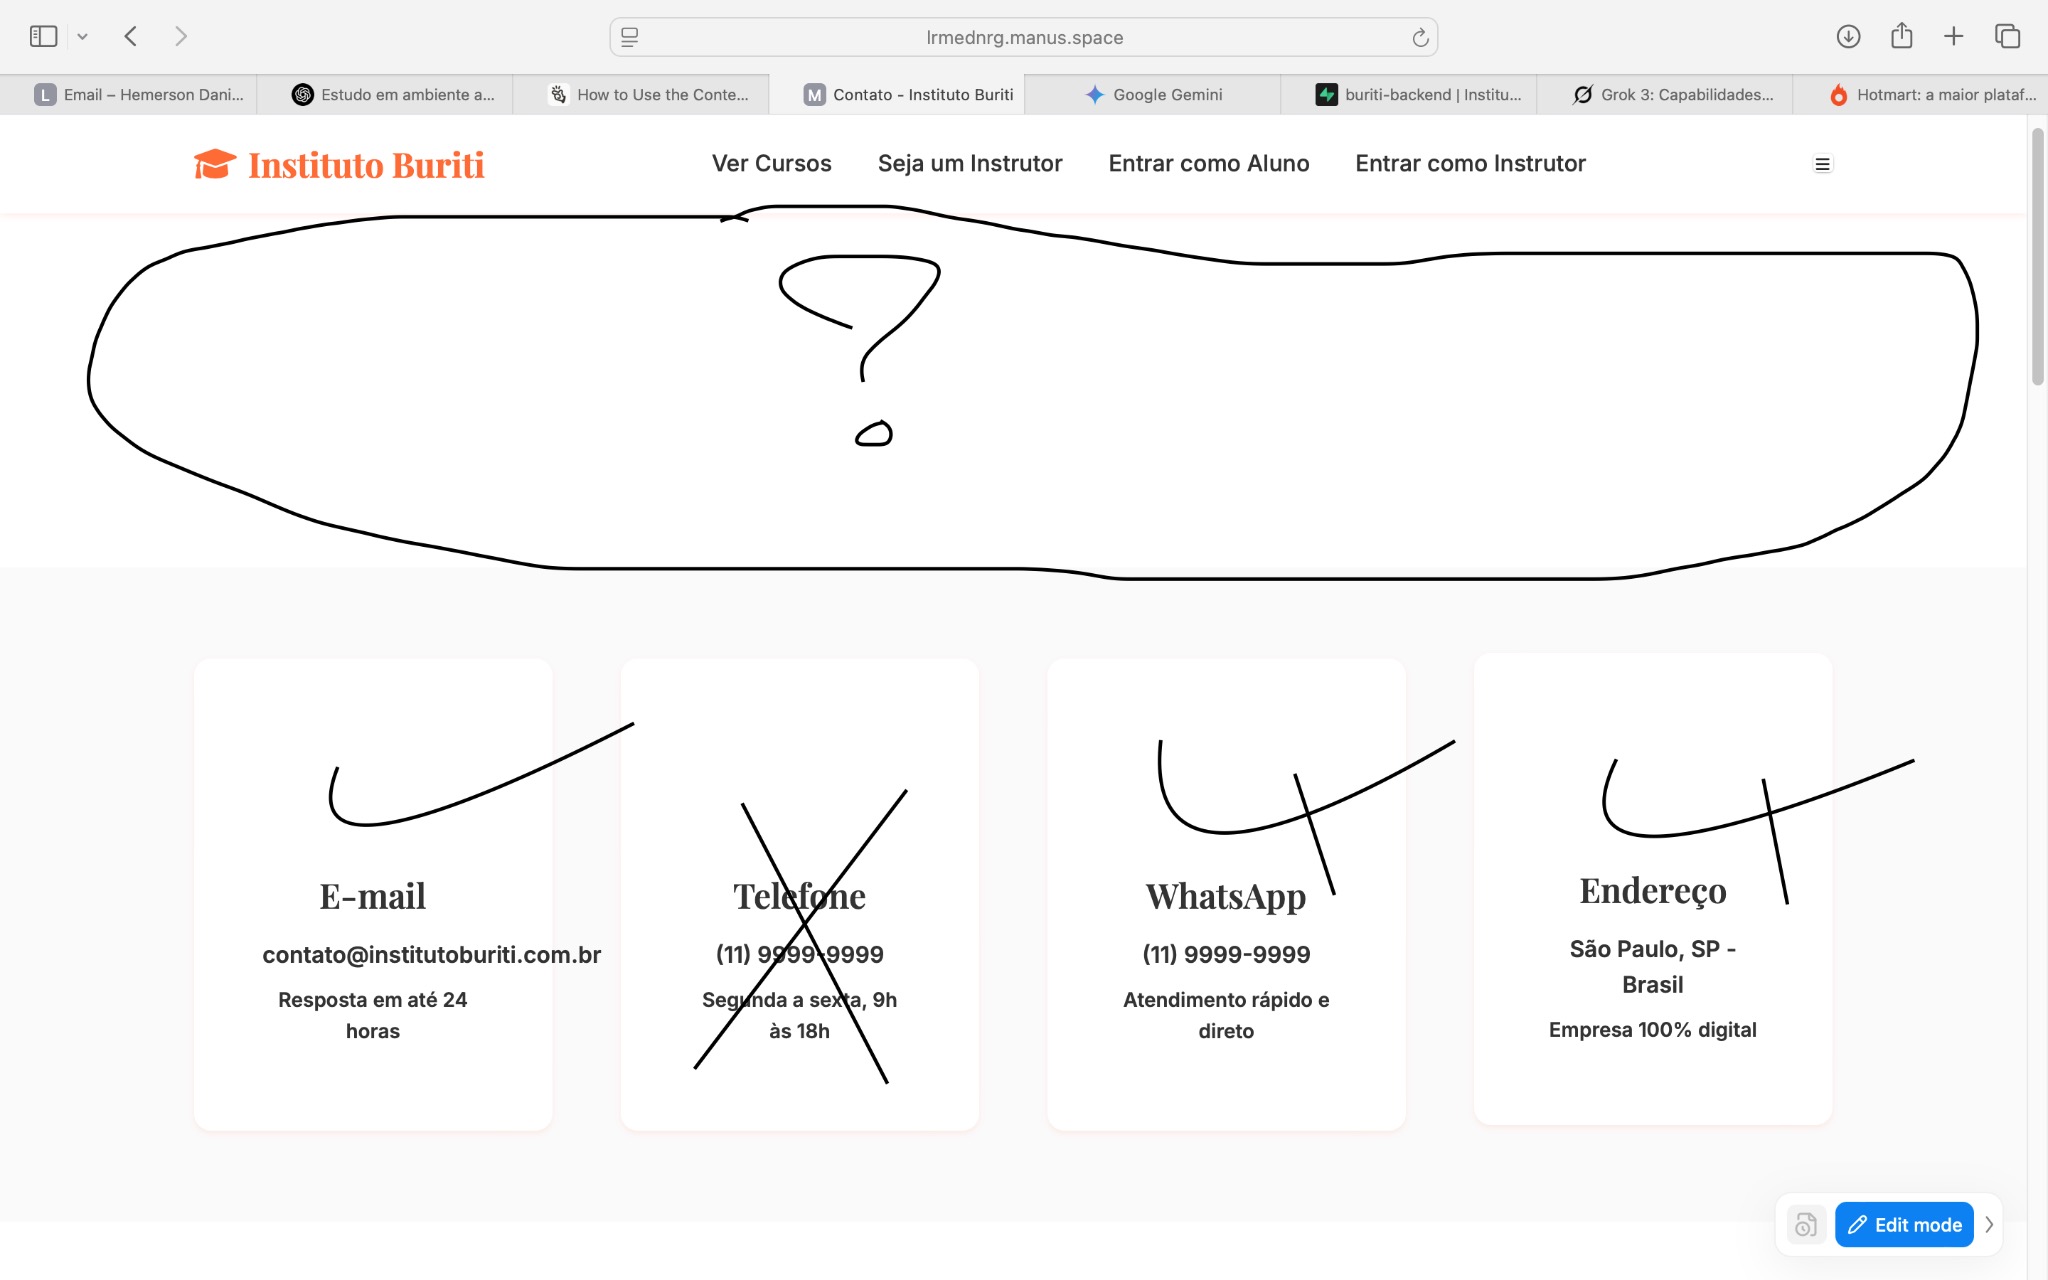 lrmednrg.manus.space
L Email – Hemerson Dani...
Estudo em ambiente a...
How to Use the Conte...
M Contato - Instituto Buriti
Google Gemini
buriti-backend | Institu...
Grok 3: Capabilidades...
Hotmart: a maior plataf...
Instituto Buriti
Ver Cursos
Seja um Instrutor
Entrar como Aluno
Entrar como Instrutor
?
E-mail
contato@institutoburiti.com.br
Resposta em até 24
horas
Telefone
(11) 9999-9999
Segunda a sexta, 9h
às 18h
WhatsApp
(11) 9999-9999
Atendimento rápido e
direto
Endereço
São Paulo, SP -
Brasil
Empresa 100% digital
Edit mode